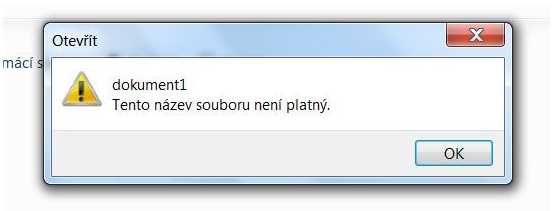 Otevřít
dokument1
Tento název souboru není platný.
OK